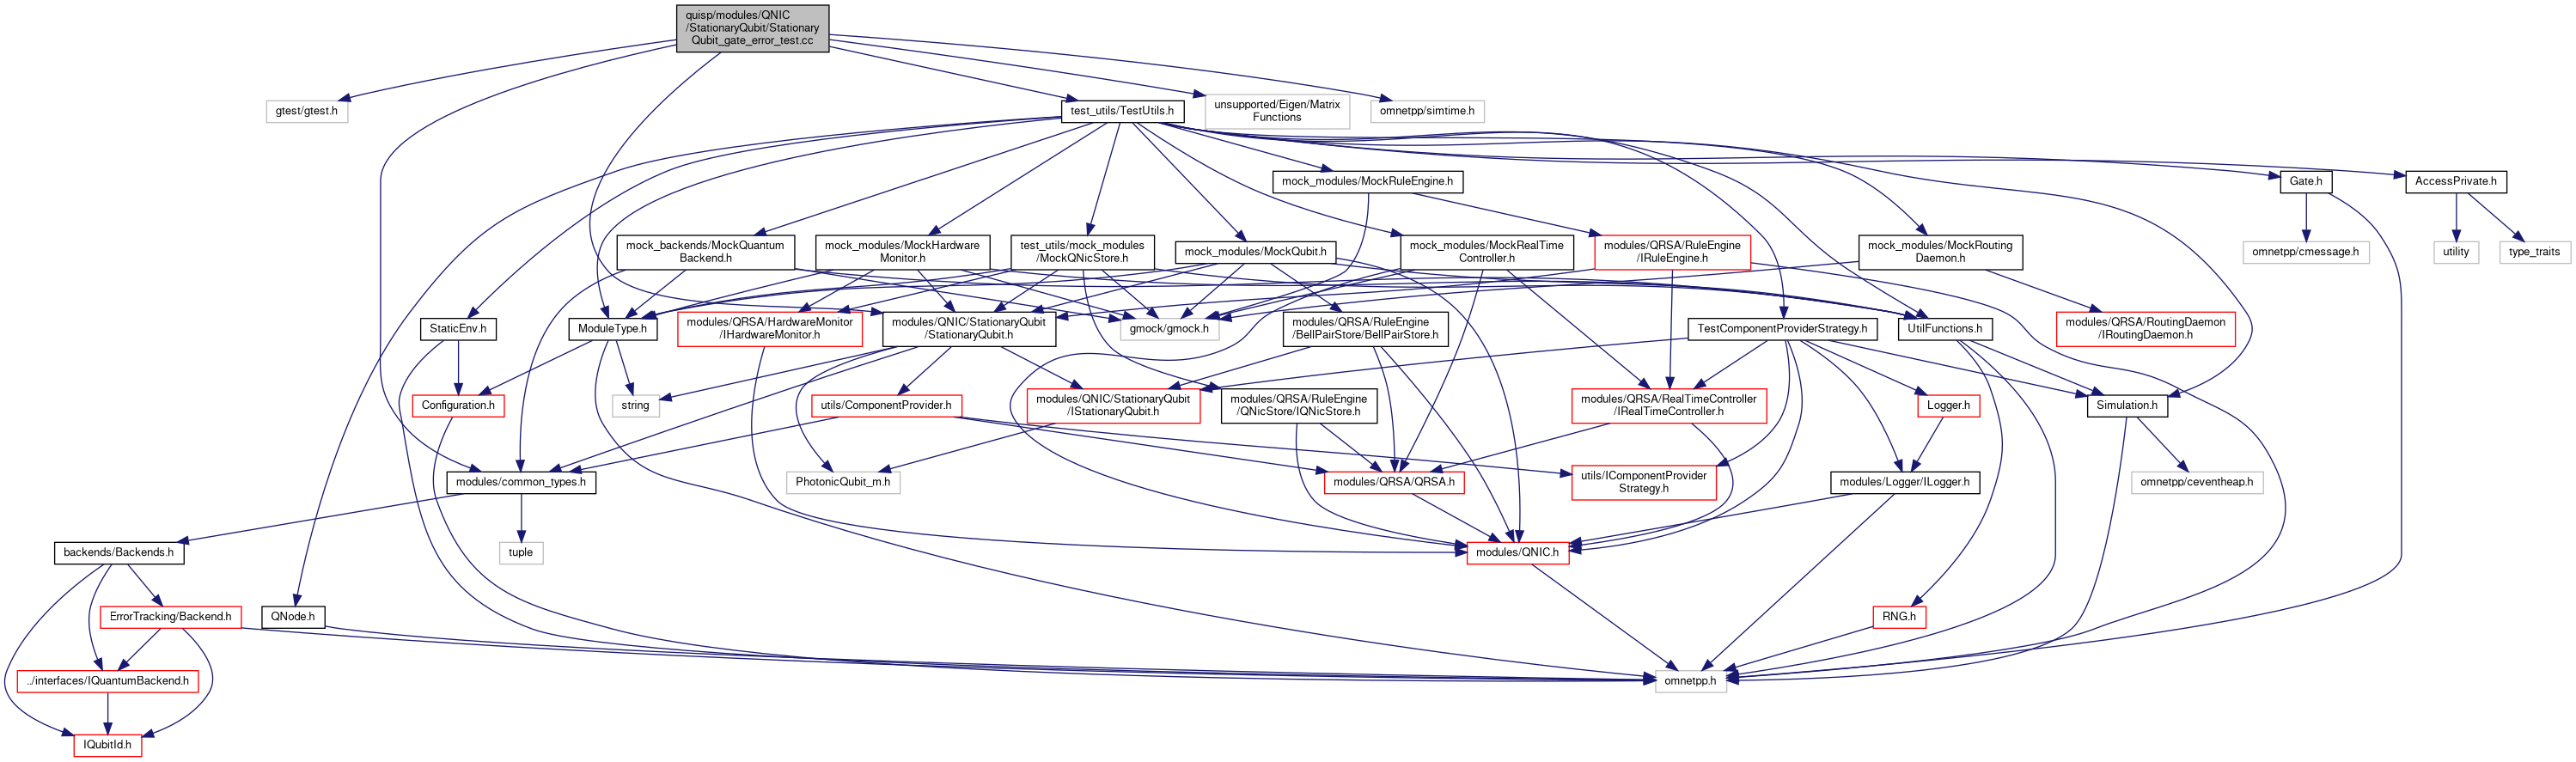 quisp/modules/QNIC
/StationaryQubit/Stationary
Qubit_gate_error_test.cc
gtest/gtest.h
test_utils/TestUtils.h
unsupported/Eigen/Matrix
Functions
omnetpp/simtime.h
mock_modules/MockRuleEngine.h
Gate.h
AccessPrivate.h
mock_backends/MockQuantum
Backend.h
mock_modules/MockHardware
Monitor.h
test_utils/mock_modules
/MockQNicStore.h
mock_modules/MockQubit.h
mock_modules/MockRealTime
Controller.h
modules/QRSA/RuleEngine
/IRuleEngine.h
mock_modules/MockRouting
Daemon.h
omnetpp/cmessage.h
utility
type_traits
StaticEnv.h
ModuleType.h
modules/QRSA/HardwareMonitor
/IHardwareMonitor.h
modules/QNIC/StationaryQubit
/StationaryQubit.h
gmock/gmock.h
modules/QRSA/RuleEngine
/BellPairStore/BellPairStore.h
TestComponentProviderStrategy.h
UtilFunctions.h
modules/QRSA/RoutingDaemon
/IRoutingDaemon.h
Configuration.h
string
utils/ComponentProvider.h
modules/QNIC/StationaryQubit
/IStationaryQubit.h
modules/QRSA/RuleEngine
/QNicStore/IQNicStore.h
modules/QRSA/RealTimeController
/IRealTimeController.h
Logger.h
Simulation.h
modules/common_types.h
PhotonicQubit_m.h
modules/QRSA/QRSA.h
utils/IComponentProvider
Strategy.h
modules/Logger/ILogger.h
omnetpp/ceventheap.h
backends/Backends.h
tuple
modules/QNIC.h
ErrorTracking/Backend.h
QNode.h
RNG.h
../interfaces/IQuantumBackend.h
omnetpp.h
IQubitId.h